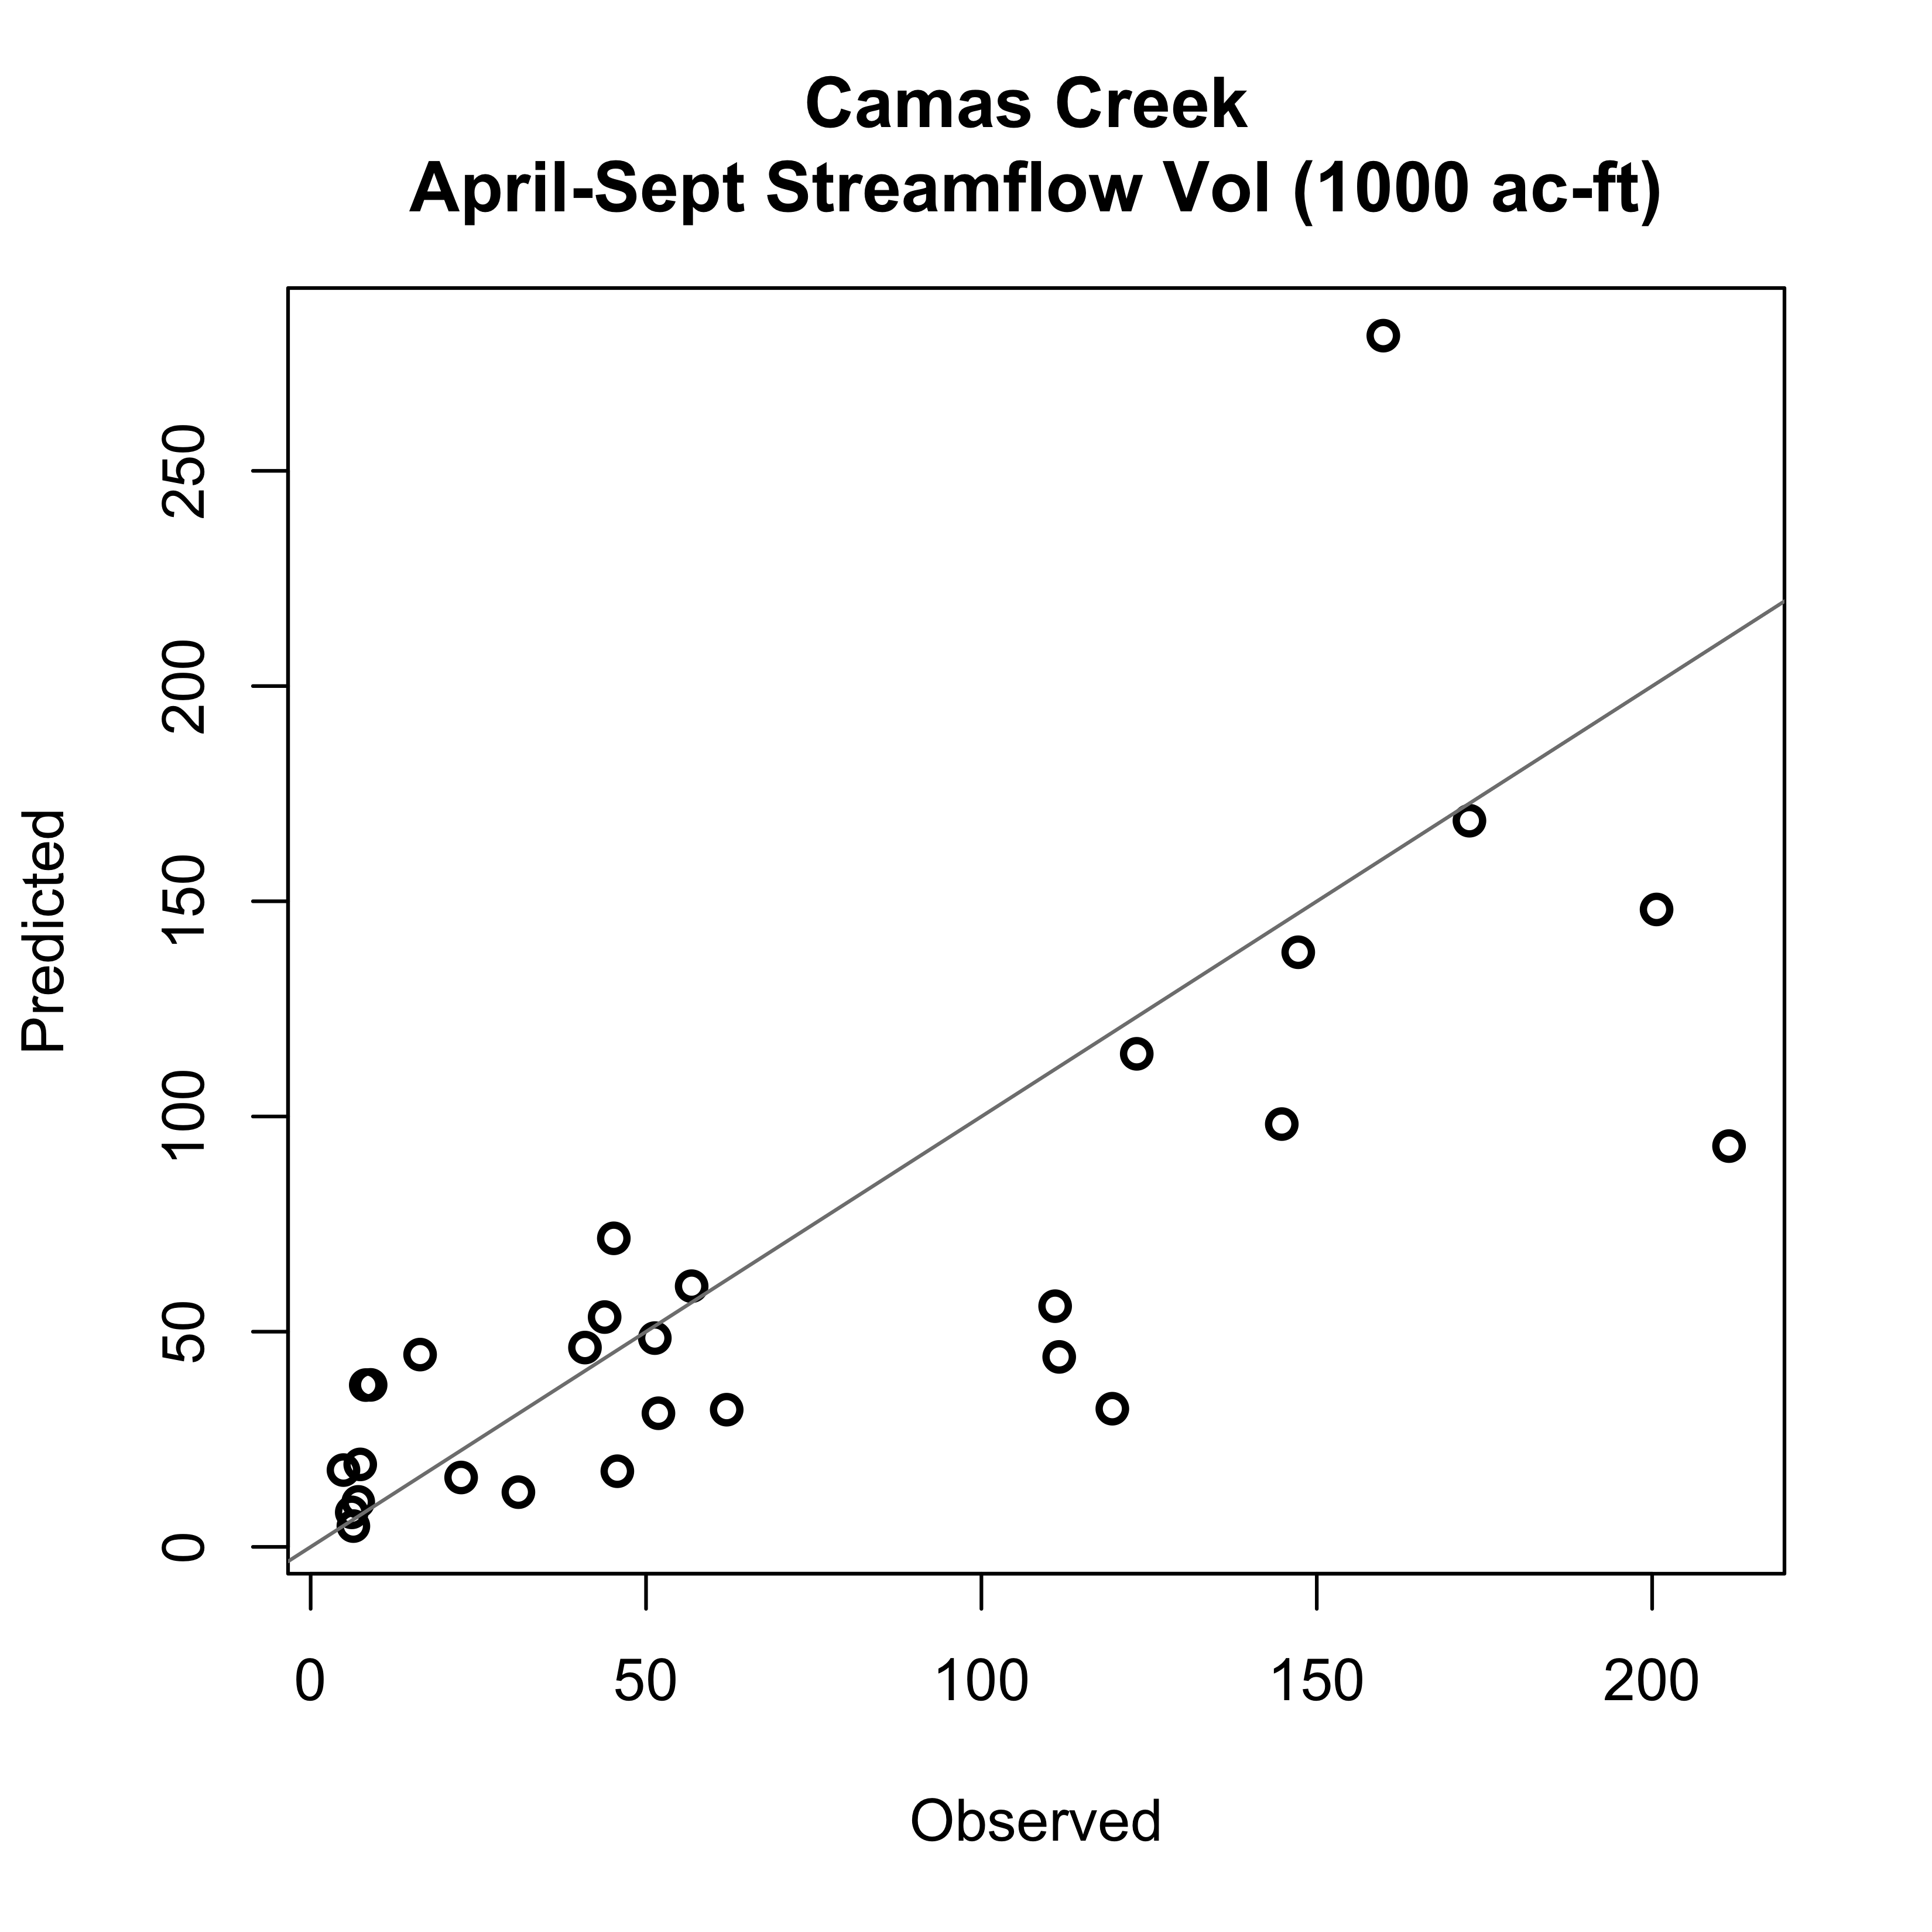 Camas Creek
April-Sept Streamflow Vol (1000 ac-ft)
250
200
150
100
50
0
Predicted
0 50 100 150 200
Observed